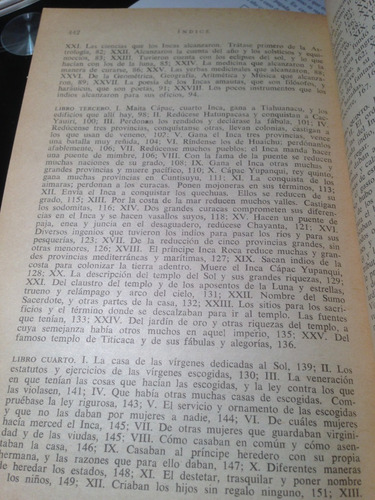 442 INDICE
XXI. Las ciencias que los Incas alcanzaron. Trátase primero de la As-
trología, 82; XXII. Alcanzaron la cuenta del año y los solsticios y equi-
noccios, 83; XXIII. Tuvieron cuenta con los eclipses del sol, y lo que
hacían con los de la luna, 85; XXIV. La medicina que alcanzaron y la
manera de curarse, 86; XXV. Las yerbas medicinales que alcanzaron,
XXVI. De la Geométrica, Geografía, Aritmética y Música que alcanza-
ron, XXVII. La poesía de los Incas amautas, que son filósofos, y
harávicos, que son poetas, 91; XXVIII. Los pocos instrumentos que los
indios alcanzaron para sus oficios, 94.
LIBRO TERCERO. I. Maita Cápac, cuarto Inca, gana a Tiahuanacu, y los
edificios que allí hay, 98; II. Redúcese Hatunpacasa y conquistan a Cac-
Yauiri, 100; III. Perdonan los rendidos y declárase la fábula, 101; IV.
Redúcense tres provincias, conquístanse otras, llevan colonias, castigan a
los que usan de veneno, 102; V. Gana el Inca tres provincias, vence
una batalla muy reñida, 104; VI. Ríndense los de Huaichu; perdónanlos
afablemente, 106; VII. Redúcense muchos pueblos; el Inca manda hacer
una puente de mimbre, 106; VIII. Con la fama de la puente se reducen
muchas naciones de su grado, 108; IX. Gana el Inca otras muchas y
grandes provincias y muere pacífico, 110; X. Cápac Yupanqui, rey quinto,
gana muchas provincias en Cuntisuyu, 111; XI. La conquista de los
aimaras; perdonan a los curacas. Ponen mojoneras en sus términos, 113;
XII. Envía el Inca a conquistar los quechuas. Ellos se reducen de su
grado, 115; XIII. Por la costa de la mar reducen muchos valles. Castigan
los sodomitas, 116; XIV. Dos grandes curacas comprometen sus diferen-
cias en el Inca y se hacen vasallos suyos, 118; XV. Hacen un puente de
paja, enea y juncia en el desaguadero, redúcese Chayanta, 121; XVI.
Diversos ingenios que tuvieron los indios para pasar los ríos y para sus
pesquerías, 123; XVII. De la reducción de cinco provincias grandes, sin
otras menores, 126; XVIII. El príncipe Inca Roca reduce muchas y gran-
des provincias mediterráneas y marítimas, 127; XIX. Sacan indios de la
costa para colonizar la tierra adentro. Muere el Inca Cápac Yupanqui,
128; XX. La descripción del templo del Sol y sus grandes riquezas, 129;
XXI. Del claustro del templo y de los aposentos de la Luna y estrellas,
trueno y relámpago y arco del cielo, 131; XXII. Nombre del Sumo
Sacerdote, y otras partes de la casa, 132; XXIII. Los sitios para los sacri-
ficios y el término donde se descalzaban para ir al templo. Las fuentes
que tenían, 133; XXIV. Del jardín de oro y otras riquezas del templo, a
cuya semejanza había otros muchos en aquel imperio, 135; XXV. Del
famoso templo de Titicaca y de sus fábulas y alegorías, 136.
LIBRO CUARTO. I. La casa de las vírgenes dedicadas al Sol, 139; II. Los
estatutos y ejercicios de las vírgenes escogidas, 130; III. La veneración
en que tenían las cosas que hacían las escogidas, y la ley contra los que
las violasen, 141; IV. Que había otras muchas casas de escogidas. Com-
pruébase la ley rigurosa, 143; V. El servicio y ornamento de las escogidas
y que no las daban por mujeres a nadie, 144; VI. De cuáles mujeres
hacía merced el Inca, 145; VII. De otras mujeres que guardaban virgini-
dad y de las viudas, 145; VIII. Cómo casaban en común y cómo asen-
taban la casa, 146; IX. Casaban al príncipe heredero con su propia
hermana, y las razones que para ello daban, 147; X. Diferentes maneras
de heredar los estados, 148; XI. El destetar, trasquilar y poner nombre
los niños, 149; XII. Criaban los hijos sin regalo ninguno, 151; XIII.